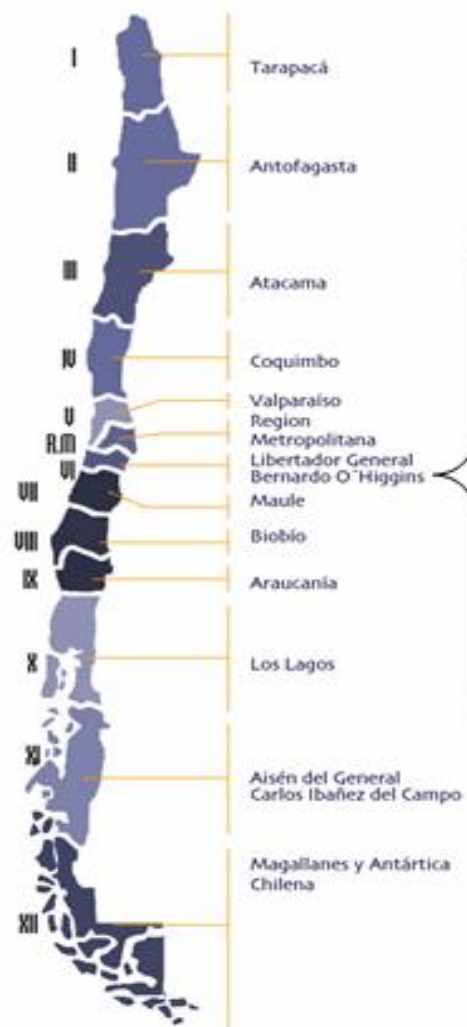 I
Tarapacá
II
Antofagasta
III
Atacama
IV
Coquimbo
V
Valparaíso
R.M
Region
Metropolitana
VI
Libertador General
Bernardo O´Higgins
VII
Maule
VIII
Biobío
IX
Araucanía
X
Los Lagos
XI
Aisén del General
Carlos Ibañez del Campo
XII
Magallanes y Antártica
Chilena